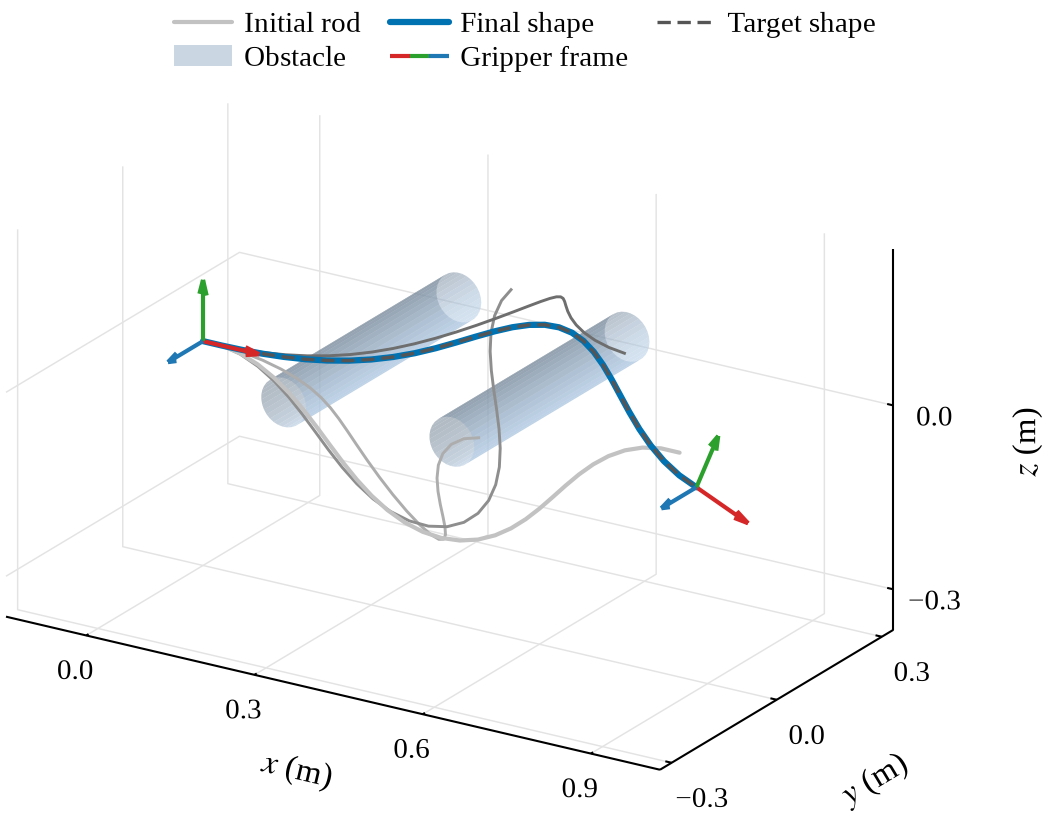 Initial rod Final shape Target shape
Obstacle Gripper frame
0.0
−0.3
z (m)
0.0
0.3
0.6
0.9
x (m)
−0.3
0.0
0.3
y (m)